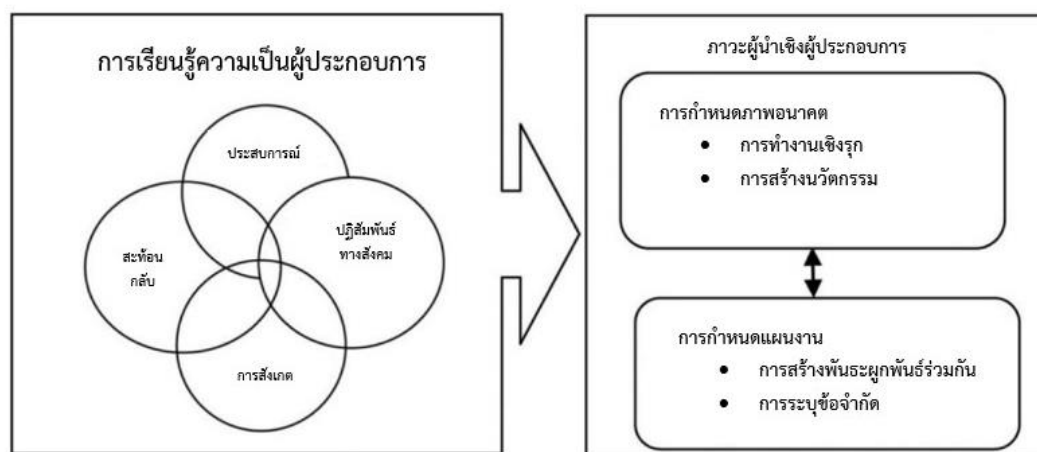 การเรียนรู้ความเป็นผู้ประกอบการ
ประสบการณ์
สะท้อน
กลับ
ปฏิสัมพันธ์
ทางสังคม
การสังเกต
ภาวะผู้นำเชิงผู้ประกอบการ
การกำหนดภาพอนาคต
• การทำงานเชิงรุก
• การสร้างนวัตกรรม
การกำหนดแผนงาน
• การสร้างพันธะผูกพันธ์ร่วมกัน
• การระบุข้อจำกัด